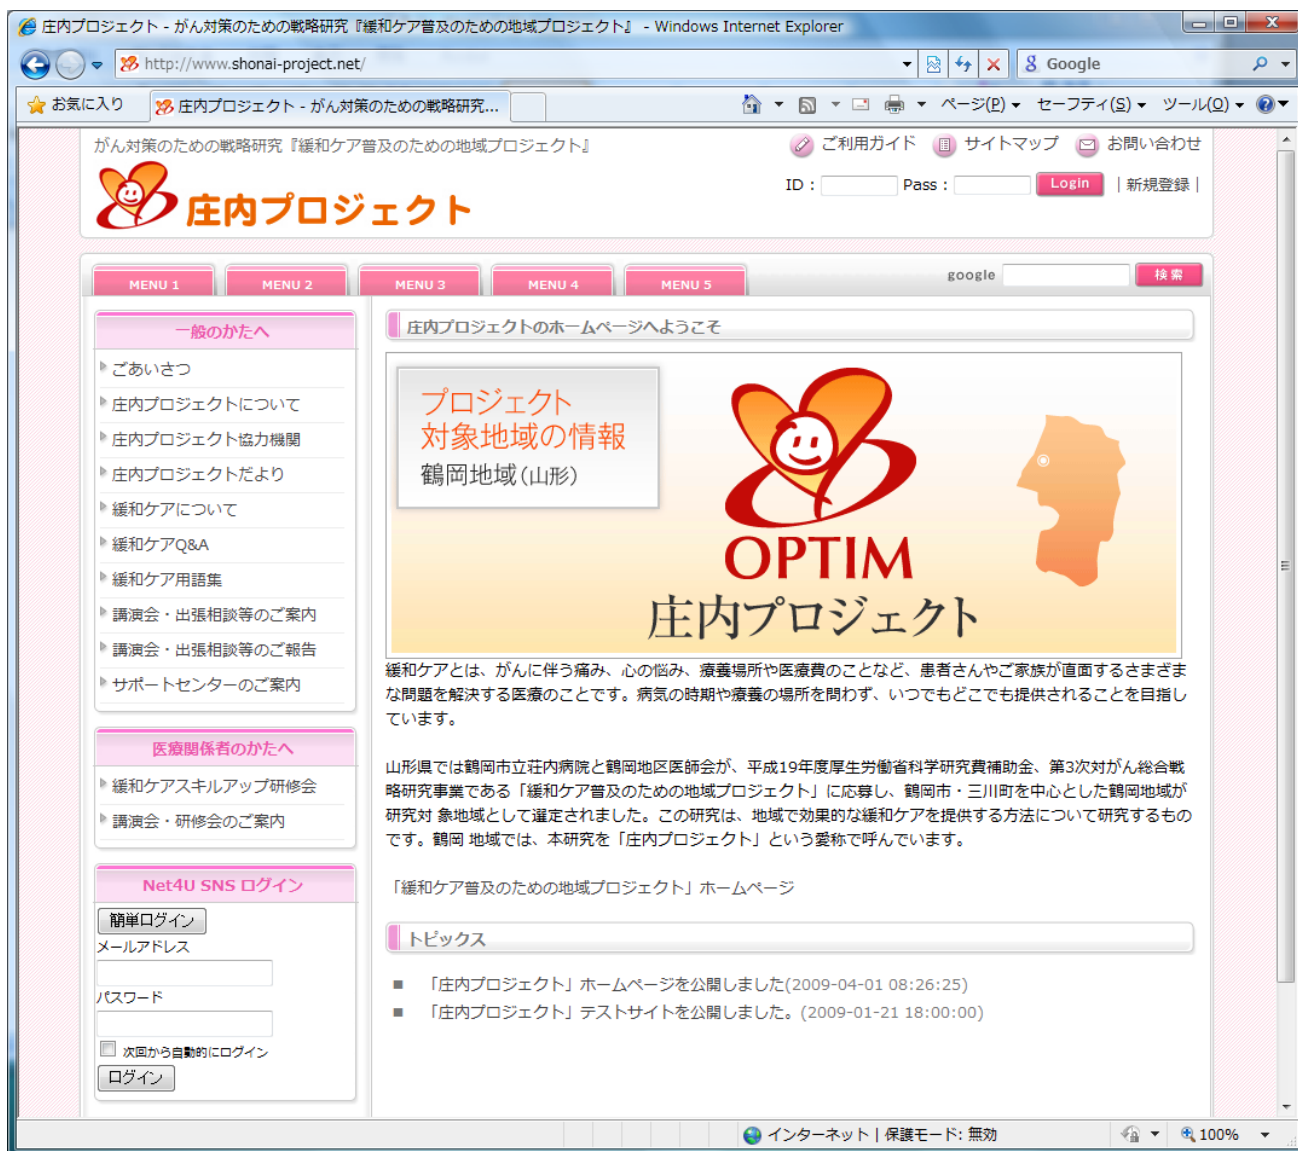 庄内プロジェクト - がん対策のための戦略研究『緩和ケア普及のための地域プロジェクト』 - Windows Internet Explorer
http://www.shonai-project.net/
Google
お気に入り
庄内プロジェクト - がん対策のための戦略研究...
ページ(P)
セーフティ(S)
ツール(O)
がん対策のための戦略研究『緩和ケア普及のための地域プロジェクト』
ご利用ガイド
サイトマップ
お問い合わせ
庄内プロジェクト
ID :
Pass :
Login
| 新規登録 |
MENU 1
MENU 2
MENU 3
MENU 4
MENU 5
google
検索
一般のかたへ
ごあいさつ
庄内プロジェクトについて
庄内プロジェクト協力機関
庄内プロジェクトだより
緩和ケアについて
緩和ケアQ&A
緩和ケア用語集
講演会・出張相談等のご案内
講演会・出張相談等のご報告
サポートセンターのご案内
医療関係者のかたへ
緩和ケアスキルアップ研修会
講演会・研修会のご案内
Net4U SNS ログイン
簡単ログイン
メールアドレス
パスワード
次回から自動的にログイン
ログイン
庄内プロジェクトのホームページへようこそ
プロジェクト
対象地域の情報
鶴岡地域(山形)
OPTIM
庄内プロジェクト
緩和ケアとは、がんに伴う痛み、心の悩み、療養場所や医療費のことなど、患者さんやご家族が直面するさまざま
な問題を解決する医療のことです。病気の時期や療養の場所を問わず、いつでもどこでも提供されることを目指し
ています。
山形県では鶴岡市立荘内病院と鶴岡地区医師会が、平成19年度厚生労働省科学研究費補助金、第3次対がん総合戦
略研究事業である「緩和ケア普及のための地域プロジェクト」に応募し、鶴岡市・三川町を中心とした鶴岡地域が
研究対 象地域として選定されました。この研究は、地域で効果的な緩和ケアを提供する方法について研究するもの
です。鶴岡 地域では、本研究を「庄内プロジェクト」という愛称で呼んでいます。
「緩和ケア普及のための地域プロジェクト」ホームページ
トピックス
「庄内プロジェクト」ホームページを公開しました(2009-04-01 08:26:25)
「庄内プロジェクト」テストサイトを公開しました。(2009-01-21 18:00:00)
インターネット | 保護モード: 無効
100%